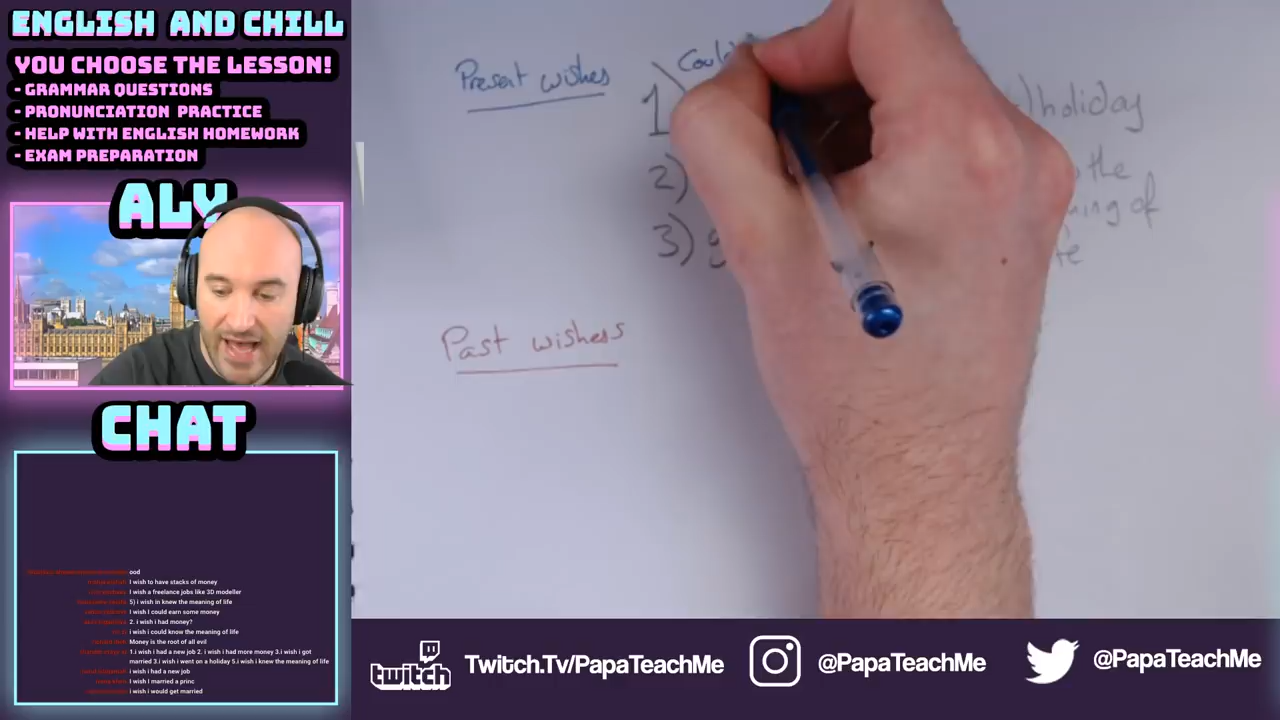 ENGLISH AND CHILL
YOU CHOOSE THE LESSON!
- GRAMMAR QUESTIONS
- PRONUNCIATION PRACTICE
- HELP WITH ENGLISH HOMEWORK
- EXAM PREPARATION
ALY
CHAT
ood
I wish to have stacks of money
I wish a freelance jobs like 3D modeller
5) i wish in knew the meaning of life
I wish I could earn some money
2. i wish i had money?
i wish i could know the meaning of life
Money is the root of all evil
1.i wish i had a new job 2. i wish i had more money 3.i wish i got
married 3.i wish i went on a holiday 5.i wish i knew the meaning of life
i wish i had a new job
I wish I married a princ
i wish i would get married
Present wishes
Could
1
holiday
2) the
of
3)
Past wishess
twitch
Twitch.Tv/PapaTeachMe
@PapaTeachMe
@PapaTeachMe